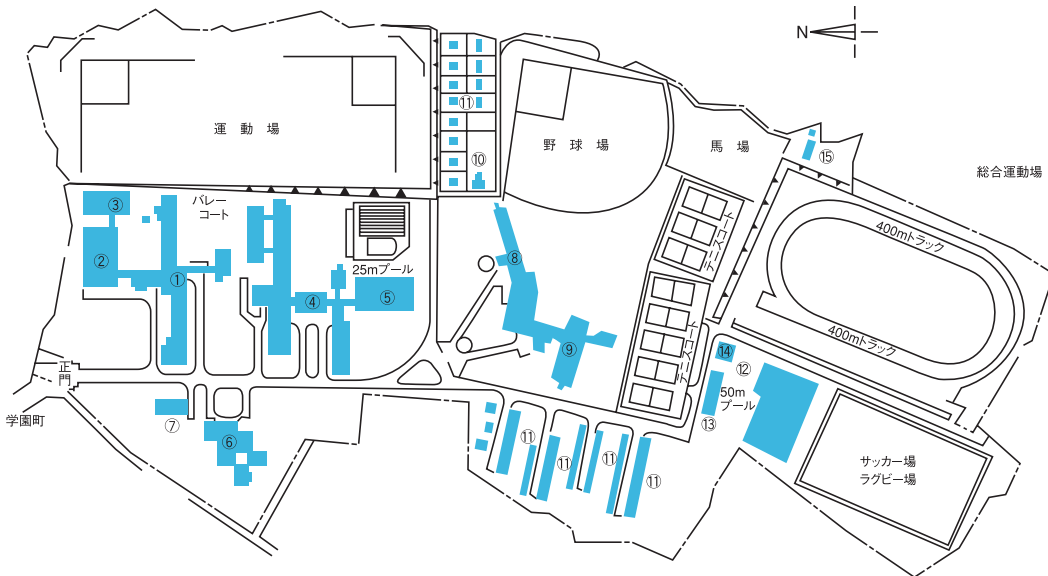 N
⑪
運動場
⑩
野球場
馬場
⑮
総合運動場
③
バレー
コート
テニスコート
400mトラック
②
①
25mプール
⑧
④
⑤
400mトラック
テニスコート
⑨
⑭
⑫
正門
50m
プール
学園町
⑦
⑥
⑬
⑪
⑪
⑪
⑪
サッカー場
ラグビー場